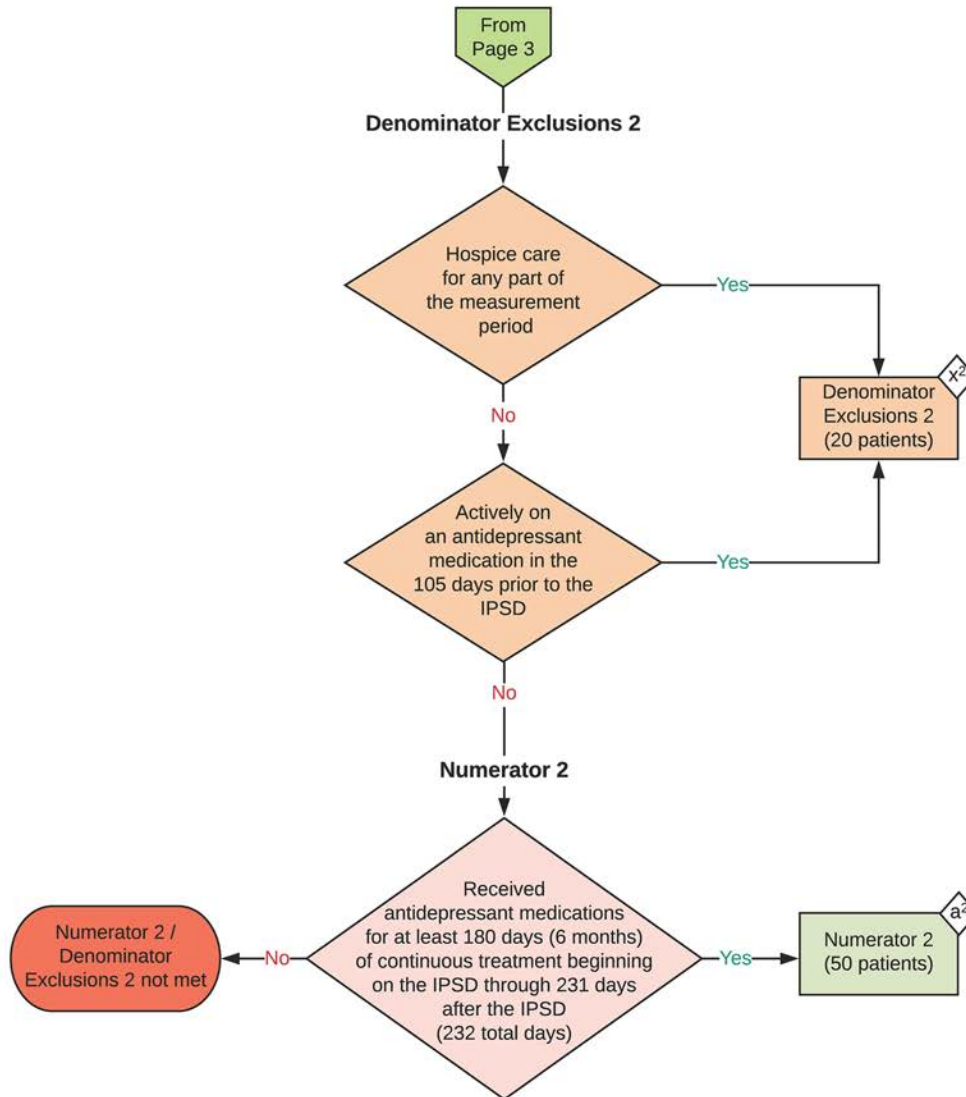 From
Page 3
Denominator Exclusions 2
Hospice care
for any part of
the measurement
period
Yes
x²
Denominator
Exclusions 2
(20 patients)
No
Actively on
an antidepressant
medication in the
105 days prior to the
IPSD
Yes
No
Numerator 2
Received
antidepressant medications
for at least 180 days (6 months)
of continuous treatment beginning
on the IPSD through 231 days
after the IPSD
(232 total days)
No
Numerator 2 /
Denominator
Exclusions 2 not met
Yes
a²
Numerator 2
(50 patients)